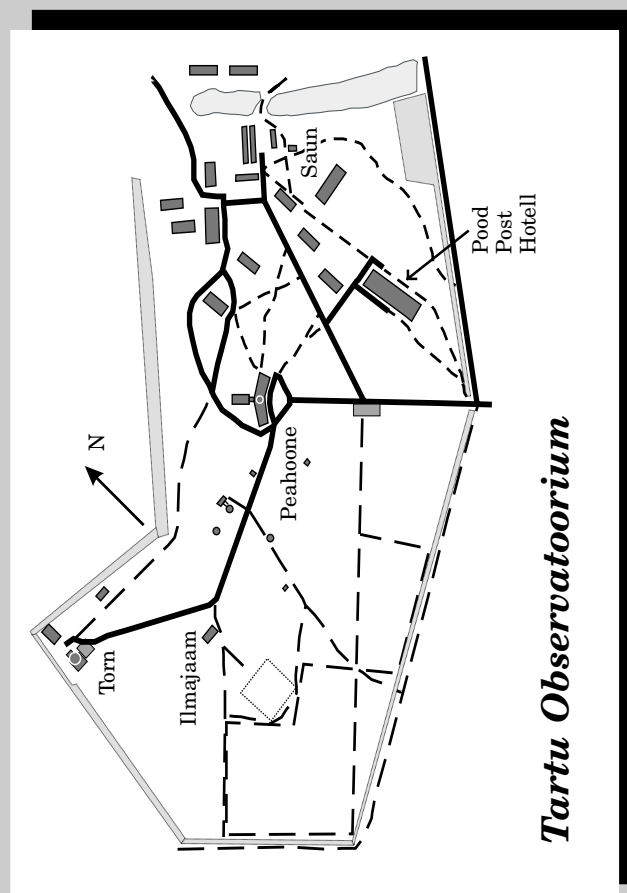 Saun
Pood
Post
Hotell
N
Peahoone
Ilmajaam
Torn
Tartu Observatoorium